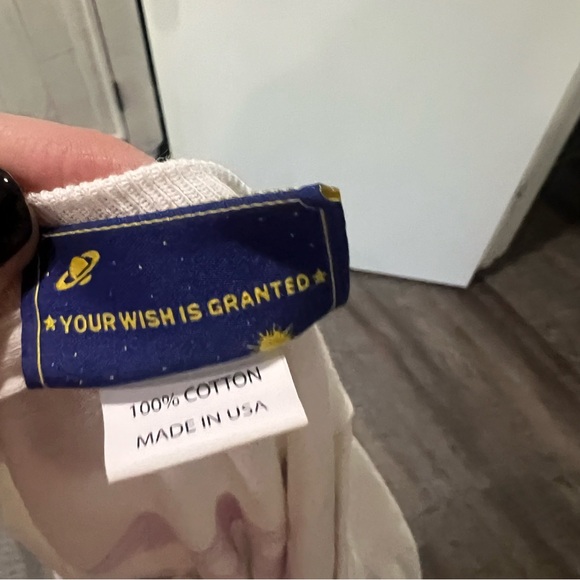 ★YOUR WISH IS GRANTED★
100% COTTON
MADE IN USA